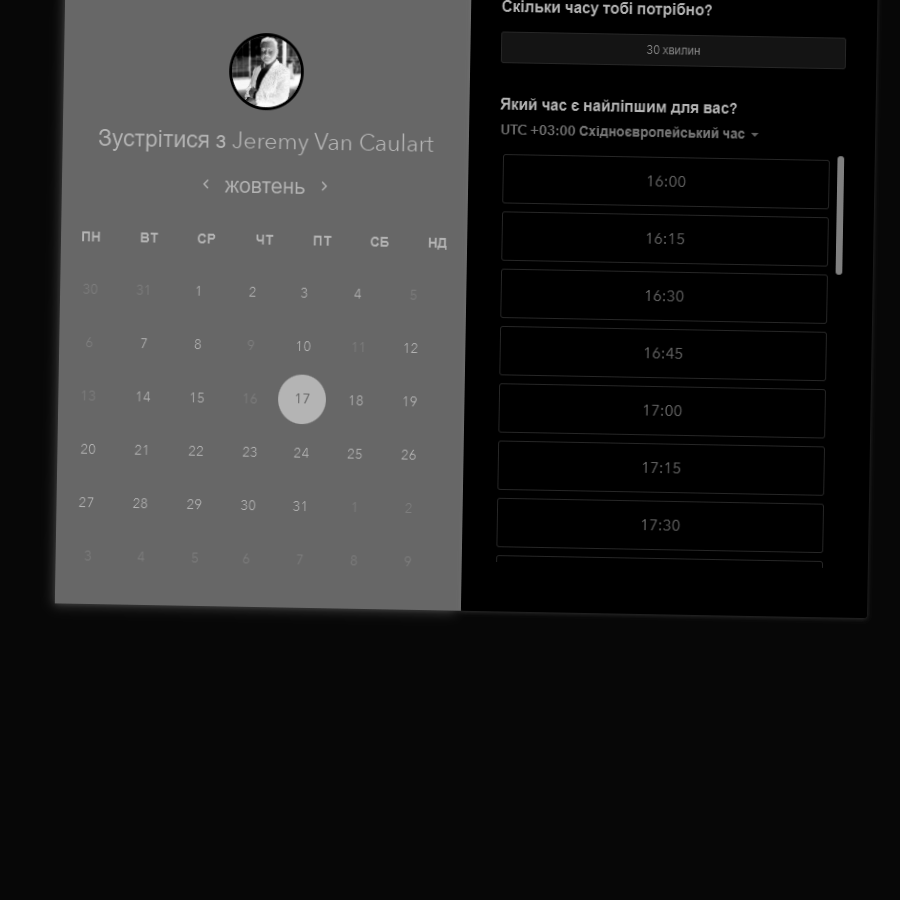 Зустрітися з Jeremy Van Caulart
жовтень
ПН ВТ СР ЧТ ПТ СБ НД
30 31 1 2 3 4 5
6 7 8 9 10 11 12
13 14 15 16 17 18 19
20 21 22 23 24 25 26
27 28 29 30 31 1 2
3 4 5 6 7 8 9
Скільки часу тобі потрібно?
30 хвилин
Який час є найліпшим для вас?
UTC +03:00 Східноєвропейський час
16:00
16:15
16:30
16:45
17:00
17:15
17:30